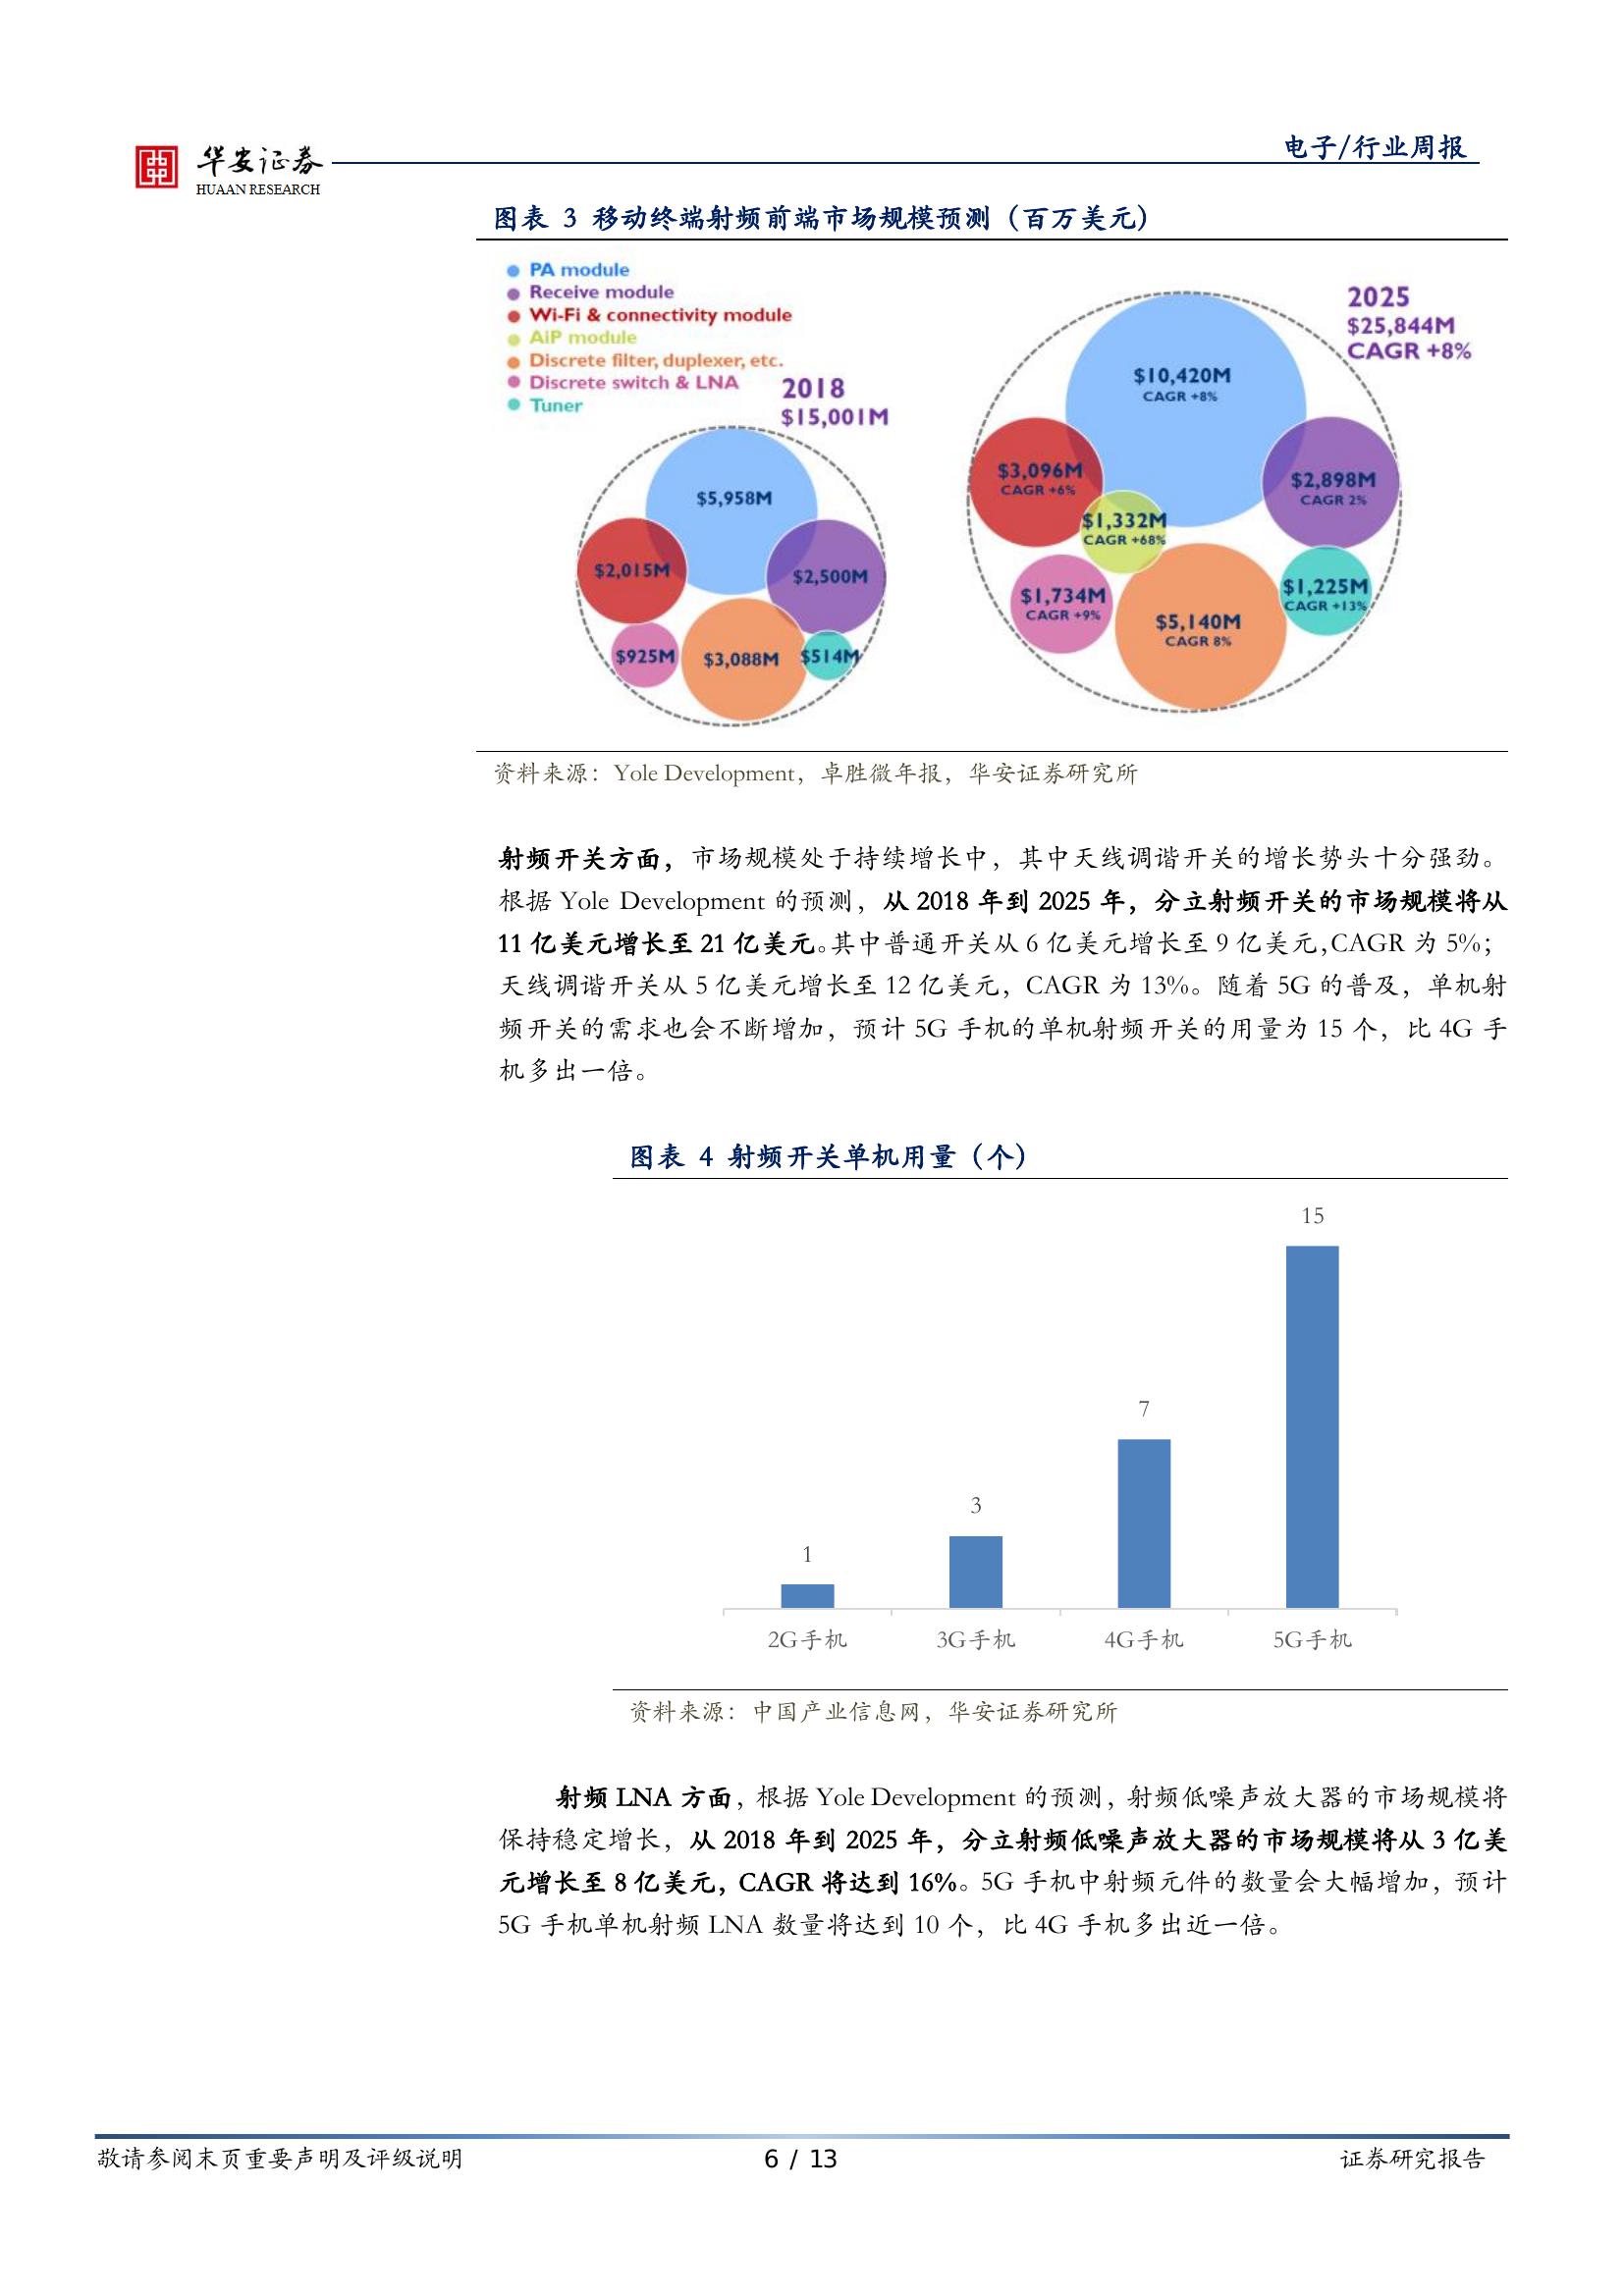 华安证券
HUAAN RESEARCH
电子/行业周报
图表 3 移动终端射频前端市场规模预测（百万美元）
PA module
Receive module
Wi-Fi & connectivity module
AiP module
Discrete filter, duplexer, etc.
Discrete switch & LNA
Tuner
2018
$15,001M
$5,958M
$2,015M
$2,500M
$925M
$3,088M
$514M
2025
$25,844M
CAGR +8%
$10,420M
CAGR +8%
$3,096M
CAGR +6%
$2,898M
CAGR 2%
$1,332M
CAGR +68%
$1,734M
CAGR +9%
$5,140M
CAGR 8%
$1,225M
CAGR +13%
资料来源：Yole Development，卓胜微年报，华安证券研究所
射频开关方面，市场规模处于持续增长中，其中天线调谐开关的增长势头十分强劲。
根据 Yole Development 的预测，从 2018 年到 2025 年，分立射频开关的市场规模将从
11 亿美元增长至 21 亿美元。其中普通开关从 6 亿美元增长至 9 亿美元,CAGR 为 5%；
天线调谐开关从 5 亿美元增长至 12 亿美元，CAGR 为 13%。随着 5G 的普及，单机射
频开关的需求也会不断增加，预计 5G 手机的单机射频开关的用量为 15 个，比 4G 手
机多出一倍。
图表 4 射频开关单机用量（个）
15
7
3
1
2G手机 3G手机 4G手机 5G手机
资料来源：中国产业信息网，华安证券研究所
射频 LNA 方面，根据 Yole Development 的预测，射频低噪声放大器的市场规模将
保持稳定增长，从 2018 年到 2025 年，分立射频低噪声放大器的市场规模将从 3 亿美
元增长至 8 亿美元，CAGR 将达到 16%。5G 手机中射频元件的数量会大幅增加，预计
5G 手机单机射频 LNA 数量将达到 10 个，比 4G 手机多出近一倍。
敬请参阅末页重要声明及评级说明 6 / 13 证券研究报告